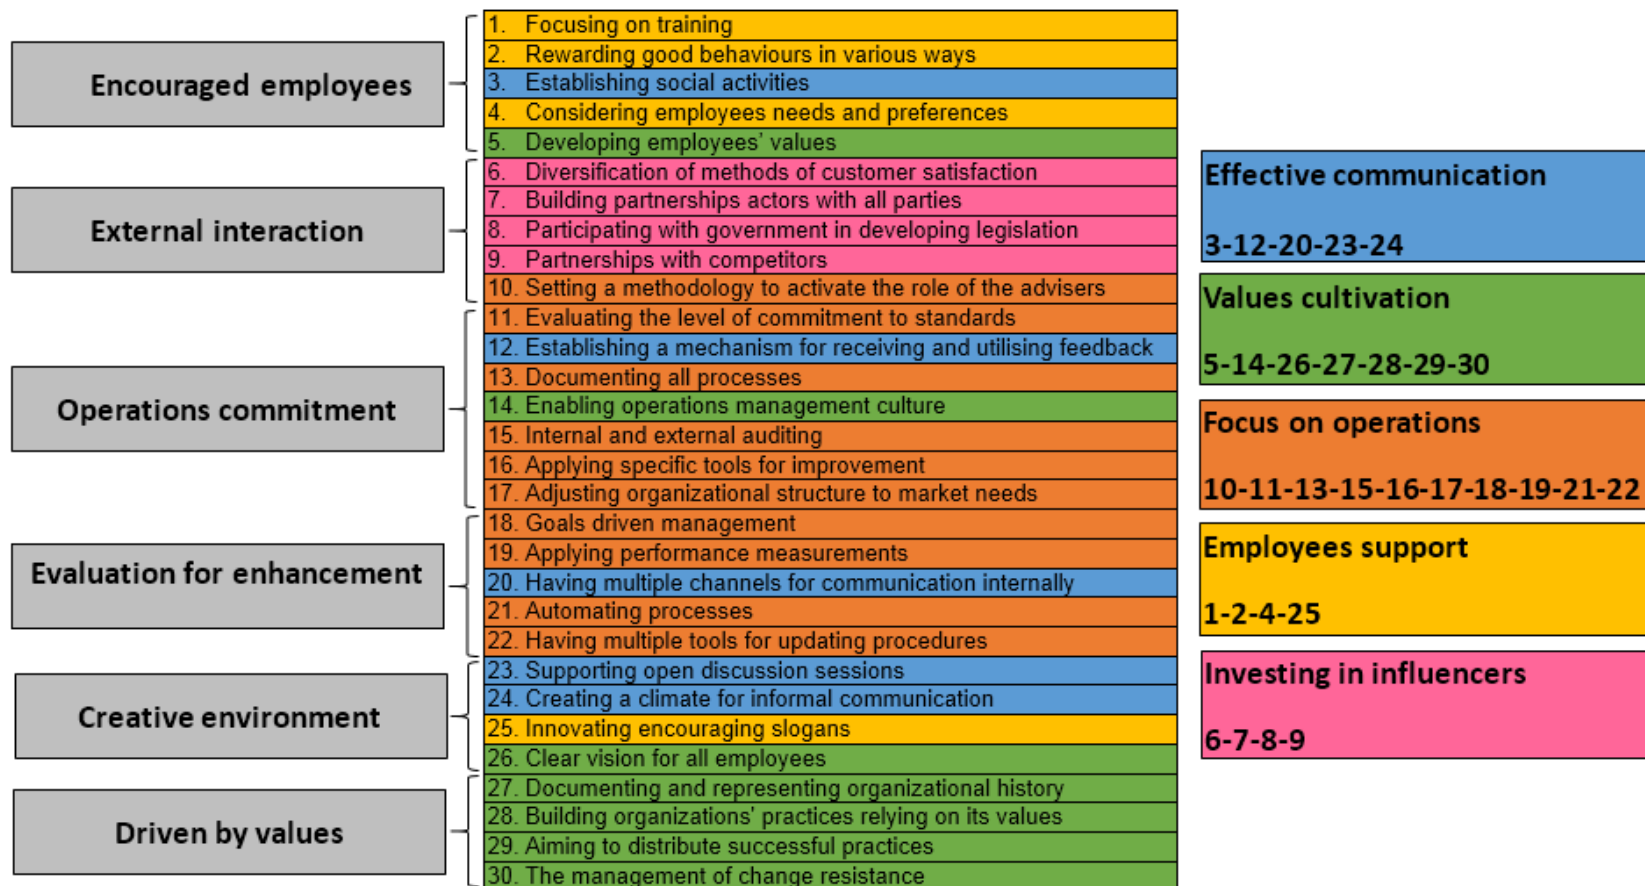 Encouraged employees
External interaction
Operations commitment
Evaluation for enhancement
Creative environment
Driven by values
1. Focusing on training
2. Rewarding good behaviours in various ways
3. Establishing social activities
4. Considering employees needs and preferences
5. Developing employees' values
6. Diversification of methods of customer satisfaction
7. Building partnerships actors with all parties
8. Participating with government in developing legislation
9. Partnerships with competitors
10. Setting a methodology to activate the role of the advisers
11. Evaluating the level of commitment to standards
12. Establishing a mechanism for receiving and utilising feedback
13. Documenting all processes
14. Enabling operations management culture
15. Internal and external auditing
16. Applying specific tools for improvement
17. Adjusting organizational structure to market needs
18. Goals driven management
19. Applying performance measurements
20. Having multiple channels for communication internally
21. Automating processes
22. Having multiple tools for updating procedures
23. Supporting open discussion sessions
24. Creating a climate for informal communication
25. Innovating encouraging slogans
26. Clear vision for all employees
27. Documenting and representing organizational history
28. Building organizations' practices relying on its values
29. Aiming to distribute successful practices
30. The management of change resistance
Effective communication
3-12-20-23-24
Values cultivation
5-14-26-27-28-29-30
Focus on operations
10-11-13-15-16-17-18-19-21-22
Employees support
1-2-4-25
Investing in influencers
6-7-8-9